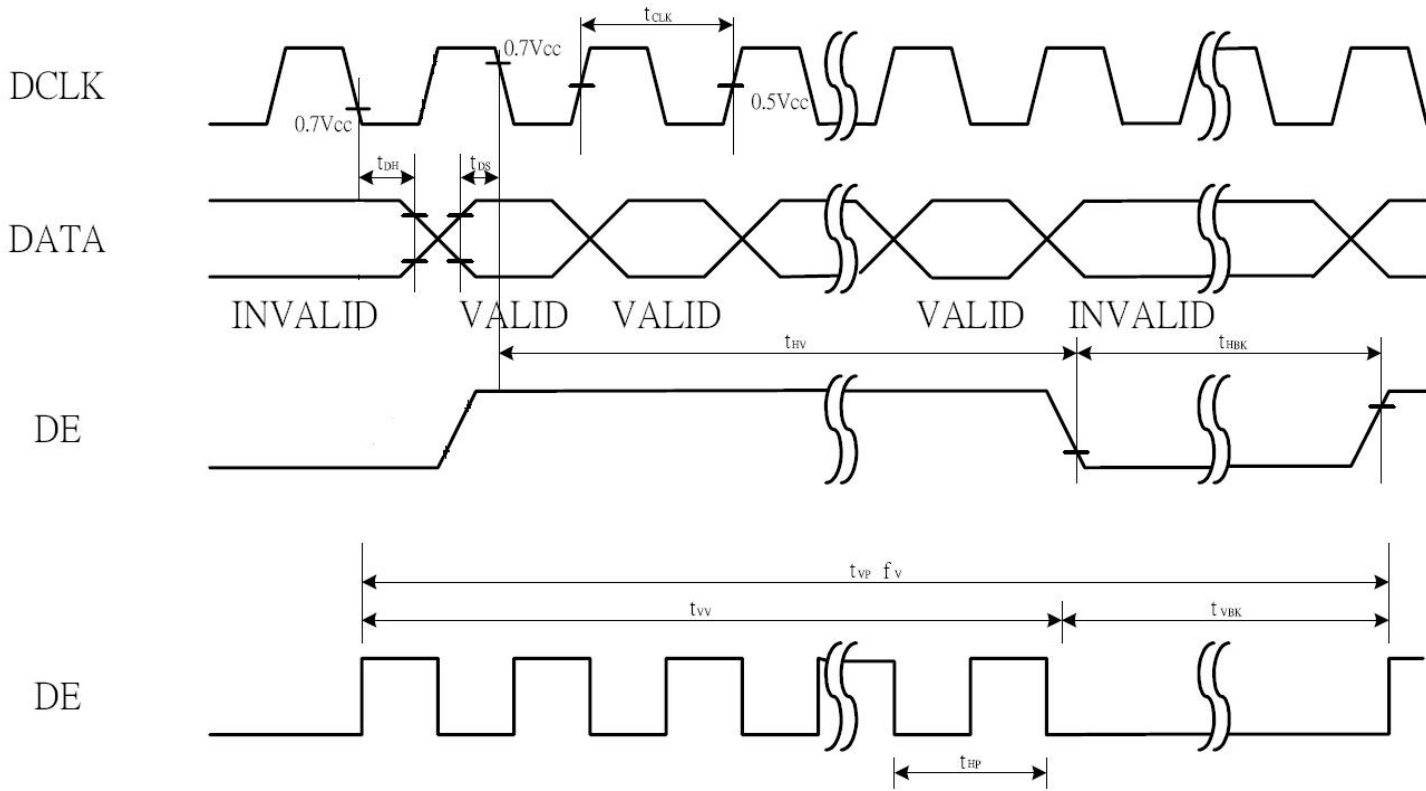 tCLK
0.7Vcc
DCLK
0.5Vcc
0.7Vcc
tDH
tDS
DATA
INVALID VALID VALID VALID INVALID
tHV
tHBK
DE
tVP fV
tVV
tVBK
DE
tHP